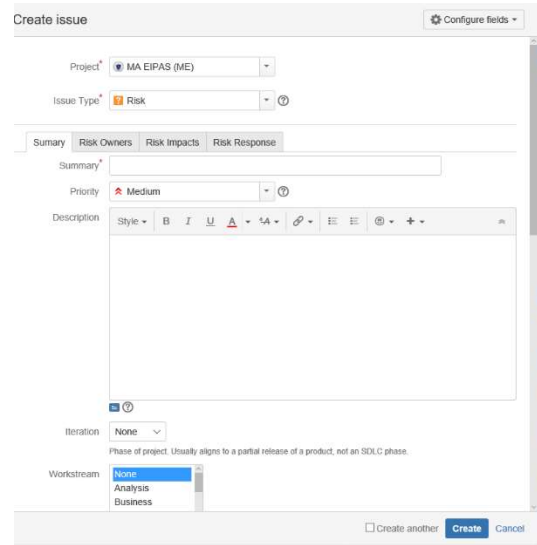 Create issue
Configure fields
Project*
MA EIPAS (ME)
Issue Type*
Risk
Sumary
Risk Owners
Risk Impacts
Risk Response
Summary*
Priority
Medium
Description
Style
B I U A
Iteration
None
Phase of project. Usually aligns to a partial release of a product, not an SDLC phase.
Workstream
None
Analysis
Business
Create another
Create
Cancel